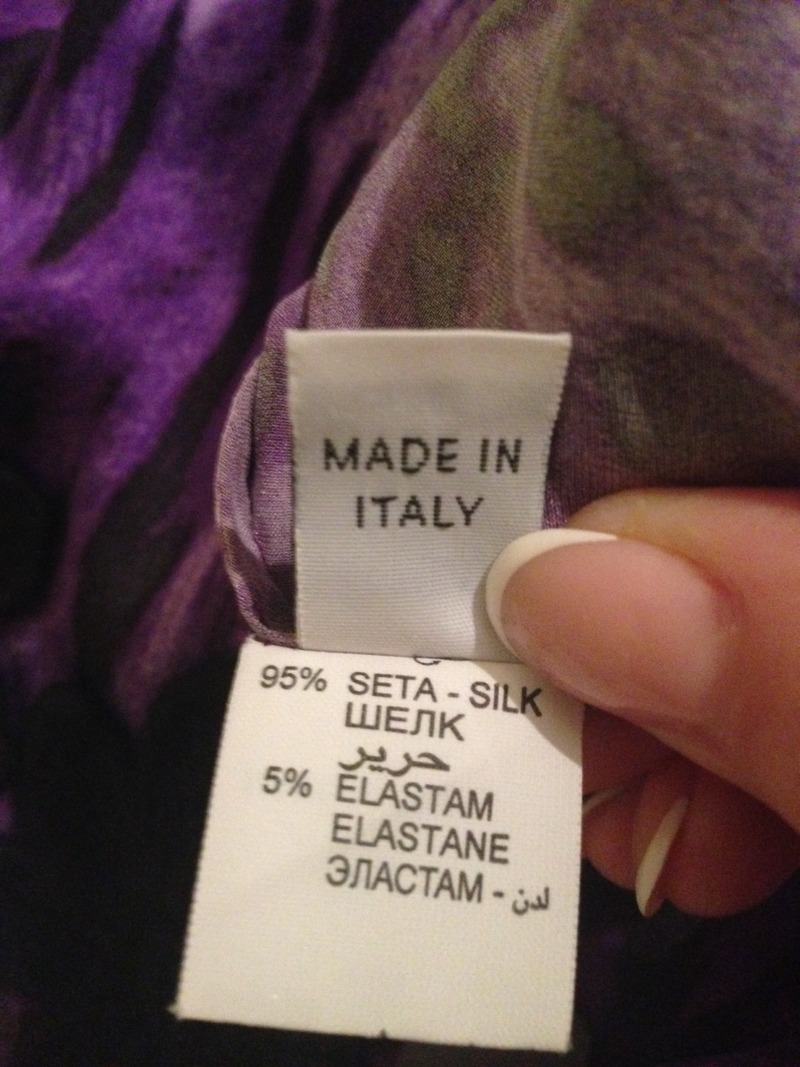 MADE IN
ITALY
95% SETA - SILK
ШЕЛК
حرير
5% ELASTAM
ELASTANE
ЭЛАСТАМ - لدن